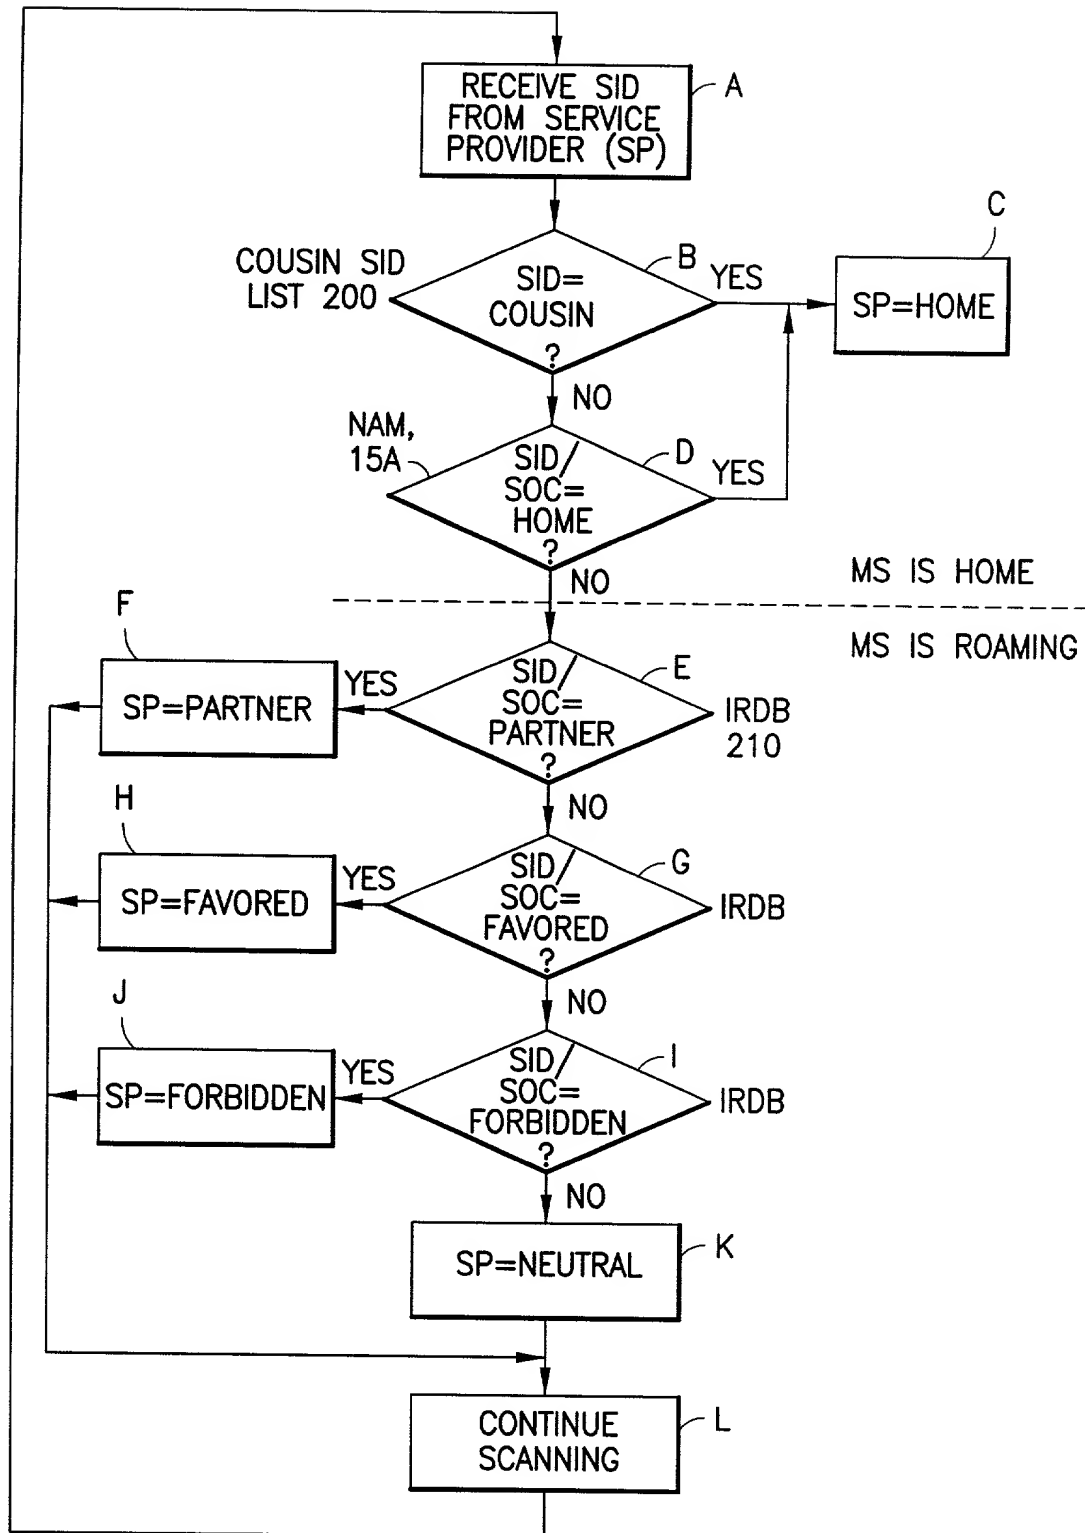 RECEIVE SID
FROM SERVICE
PROVIDER (SP)
A
COUSIN SID
LIST 200
SID=
COUSIN
?
B
YES
C
SP=HOME
NO
NAM,
15A
SID/
SOC=
HOME
?
D
YES
NO
MS IS HOME
MS IS ROAMING
F
SP=PARTNER
YES
SID/
SOC=
PARTNER
?
E
IRDB
210
NO
H
SP=FAVORED
YES
SID/
SOC=
FAVORED
?
G
IRDB
NO
J
SP=FORBIDDEN
YES
SID/
SOC=
FORBIDDEN
?
I
IRDB
NO
SP=NEUTRAL
K
CONTINUE
SCANNING
L